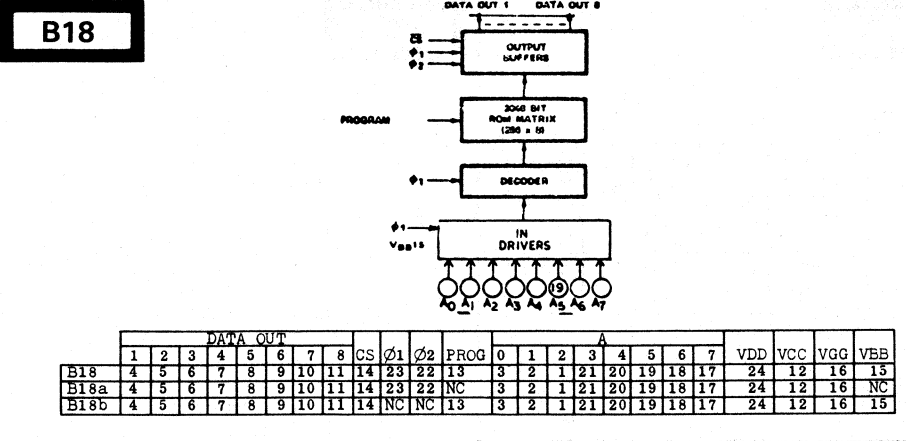 B18
DATA OUT 1 DATA OUT 8
CS
ϕ1
ϕ2
OUTPUT
BUFFERS
PROGRAM
2048 BIT
ROM MATRIX
(256 x 8)
ϕ1
DECODER
ϕ1
VBB15
IN
DRIVERS
19
A0 A1 A2 A3 A4 A5 A6 A7
DATA OUT A
1 2 3 4 5 6 7 8 CS Ø1 Ø2 PROG 0 1 2 3 4 5 6 7 VDD VCC VGG VBB
B18 4 5 6 7 8 9 10 11 14 23 22 13 3 2 1 21 20 19 18 17 24 12 16 15
B18a 4 5 6 7 8 9 10 11 14 23 22 NC 3 2 1 21 20 19 18 17 24 12 16 NC
B18b 4 5 6 7 8 9 10 11 14 NC NC 13 3 2 1 21 20 19 18 17 24 12 16 15